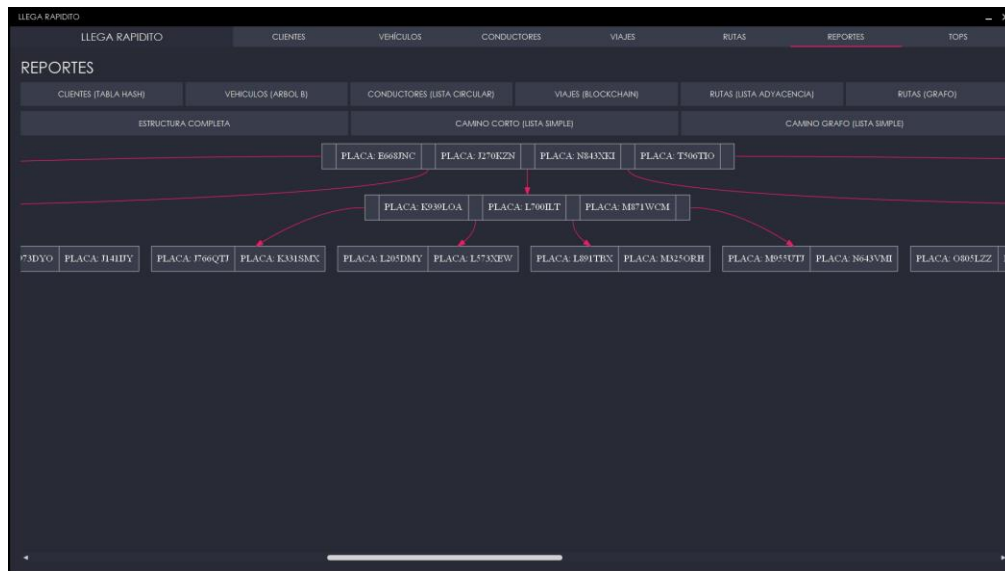 LLEGA RAPIDITO
LLEGA RAPIDITO CLIENTES VEHÍCULOS CONDUCTORES VIAJES RUTAS REPORTES TOPS
REPORTES
CLIENTES (TABLA HASH) VEHICULOS (ARBOL B) CONDUCTORES (LISTA CIRCULAR) VIAJES (BLOCKCHAIN) RUTAS (LISTA ADYACENCIA) RUTAS (GRAFO)
ESTRUCTURA COMPLETA CAMINO CORTO (LISTA SIMPLE) CAMINO GRAFO (LISTA SIMPLE)
PLACA: E668JNC PLACA: J270KZN PLACA: N843XKI PLACA: T506TIO
PLACA: K939LOA PLACA: L700ILT PLACA: M871WCM
73DYO PLACA: J141IJY PLACA: J766QTJ PLACA: K331SMX PLACA: L205DMY PLACA: L573XEW PLACA: L891TBX PLACA: M325ORH PLACA: M955UTJ PLACA: N643VMI PLACA: O805LZZ